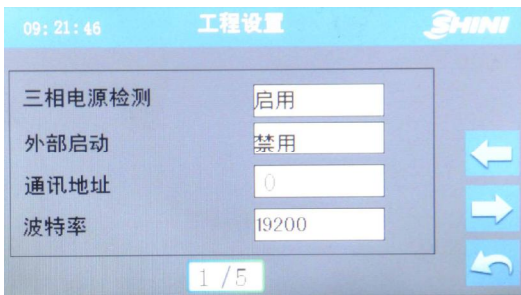 09:21:46 工程设置 SHINI
三相电源检测 启用
外部启动 禁用
通讯地址 0
波特率 19200
1/5